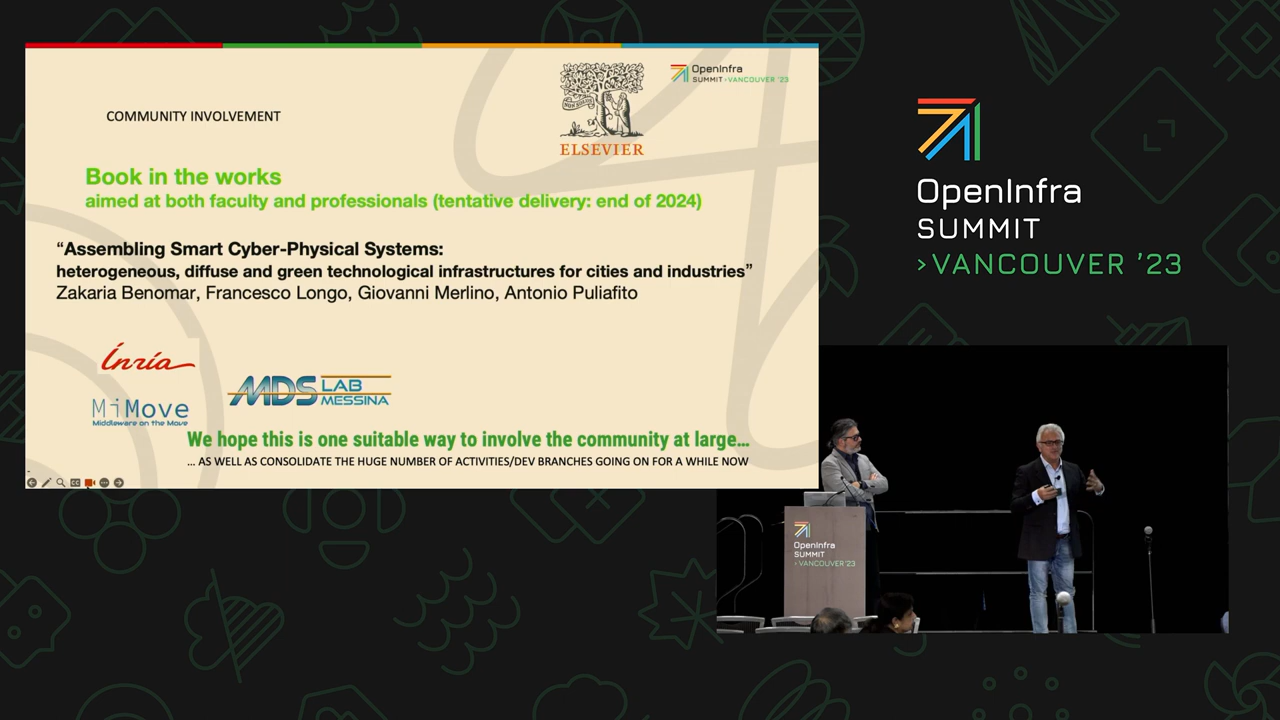 COMMUNITY INVOLVEMENT
ELSEVIER
OpenInfra
SUMMIT >VANCOUVER '23
Book in the works
aimed at both faculty and professionals (tentative delivery: end of 2024)
“Assembling Smart Cyber-Physical Systems:
heterogeneous, diffuse and green technological infrastructures for cities and industries”
Zakaria Benomar, Francesco Longo, Giovanni Merlino, Antonio Puliafito
Inría
MDS LAB
MESSINA
MiMove
Middleware on the Move
We hope this is one suitable way to involve the community at large...
... AS WELL AS CONSOLIDATE THE HUGE NUMBER OF ACTIVITIES/DEV BRANCHES GOING ON FOR A WHILE NOW
OpenInfra
SUMMIT
>VANCOUVER '23
OpenInfra
SUMMIT
>VANCOUVER '23